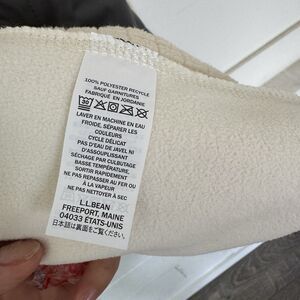 100% POLYESTER RECYCLE
SAUF GARNITURES
FABRIQUÉ EN JORDANIE
30
LAVER EN MACHINE EN EAU
FROIDE, SÉPARER LES
COULEURS
CYCLE DÉLICAT
PAS D'EAU DE JAVEL NI
D'ASSOUPLISSANT
SÉCHAGE PAR CULBUTAGE
BASSE TEMPÉRATURE,
SORTIR RAPIDEMENT
NE PAS REPASSER AU FER OU
À LA VAPEUR
NE PAS NETTOYER À SEC
L.L.BEAN
FREEPORT, MAINE
04033 ÉTATS-UNIS
日本語は裏面をご覧ください